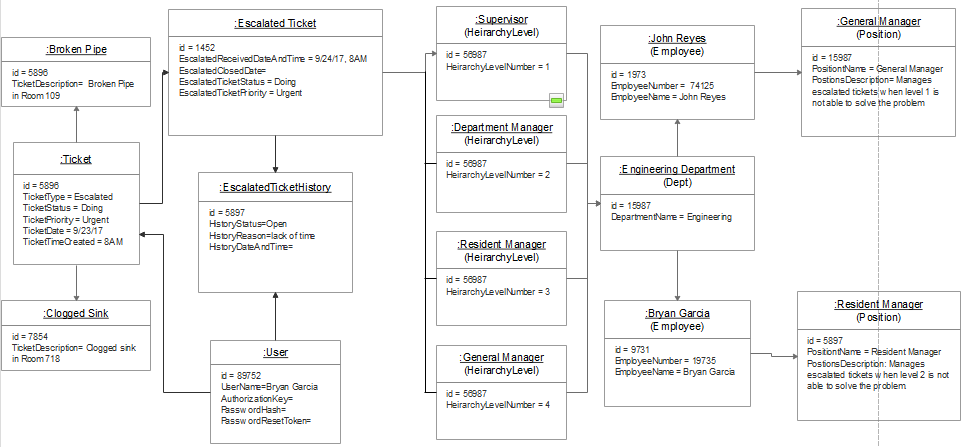 :Broken Pipe
id = 5896
TicketDescription= Broken Pipe
in Room 109
:Ticket
id = 5896
TicketType = Escalated
TicketStatus = Doing
TicketPriority = Urgent
TicketDate = 9/23/17
TicketTimeCreated = 8AM
:Clogged Sink
id = 7854
TicketDescription= Clogged sink
in Room 718
:Escalated Ticket
id = 1452
EscalatedReceivedDateAndTime = 9/24/17, 8AM
EscalatedClosedDate=
EscalatedTicketStatus = Doing
EscalatedTicketPriority = Urgent
:EscalatedTicketHistory
id = 5897
HistoryStatus=Open
HistoryReason=lack of time
HistoryDateAndTime=
:User
id = 89752
UserName=Bryan Garcia
AuthorizationKey=
PasswordHash=
PasswordResetToken=
:Supervisor
(HeirarchyLevel)
id = 56987
HeirarchyLevelNumber = 1
:Department Manager
(HeirarchyLevel)
id = 56987
HeirarchyLevelNumber = 2
:Resident Manager
(HeirarchyLevel)
id = 56987
HeirarchyLevelNumber = 3
:General Manager
(HeirarchyLevel)
id = 56987
HeirarchyLevelNumber = 4
:John Reyes
(Employee)
id = 1973
EmployeeNumber = 74125
EmployeeName = John Reyes
:Engineering Department
(Dept)
id = 15987
DepartmentName = Engineering
:Bryan Garcia
(Employee)
id = 9731
EmployeeNumber = 19735
EmployeeName = Bryan Garcia
:General Manager
(Position)
id = 15987
PositiontName = General Manager
PostionsDescription= Manages
escalated tickets when level 1 is
not able to solve the problem
:Resident Manager
(Position)
id = 5897
PositiontName = Resident Manager
PostionsDescription: Manages
escalated tickets when level 2 is not
able to solve the problem